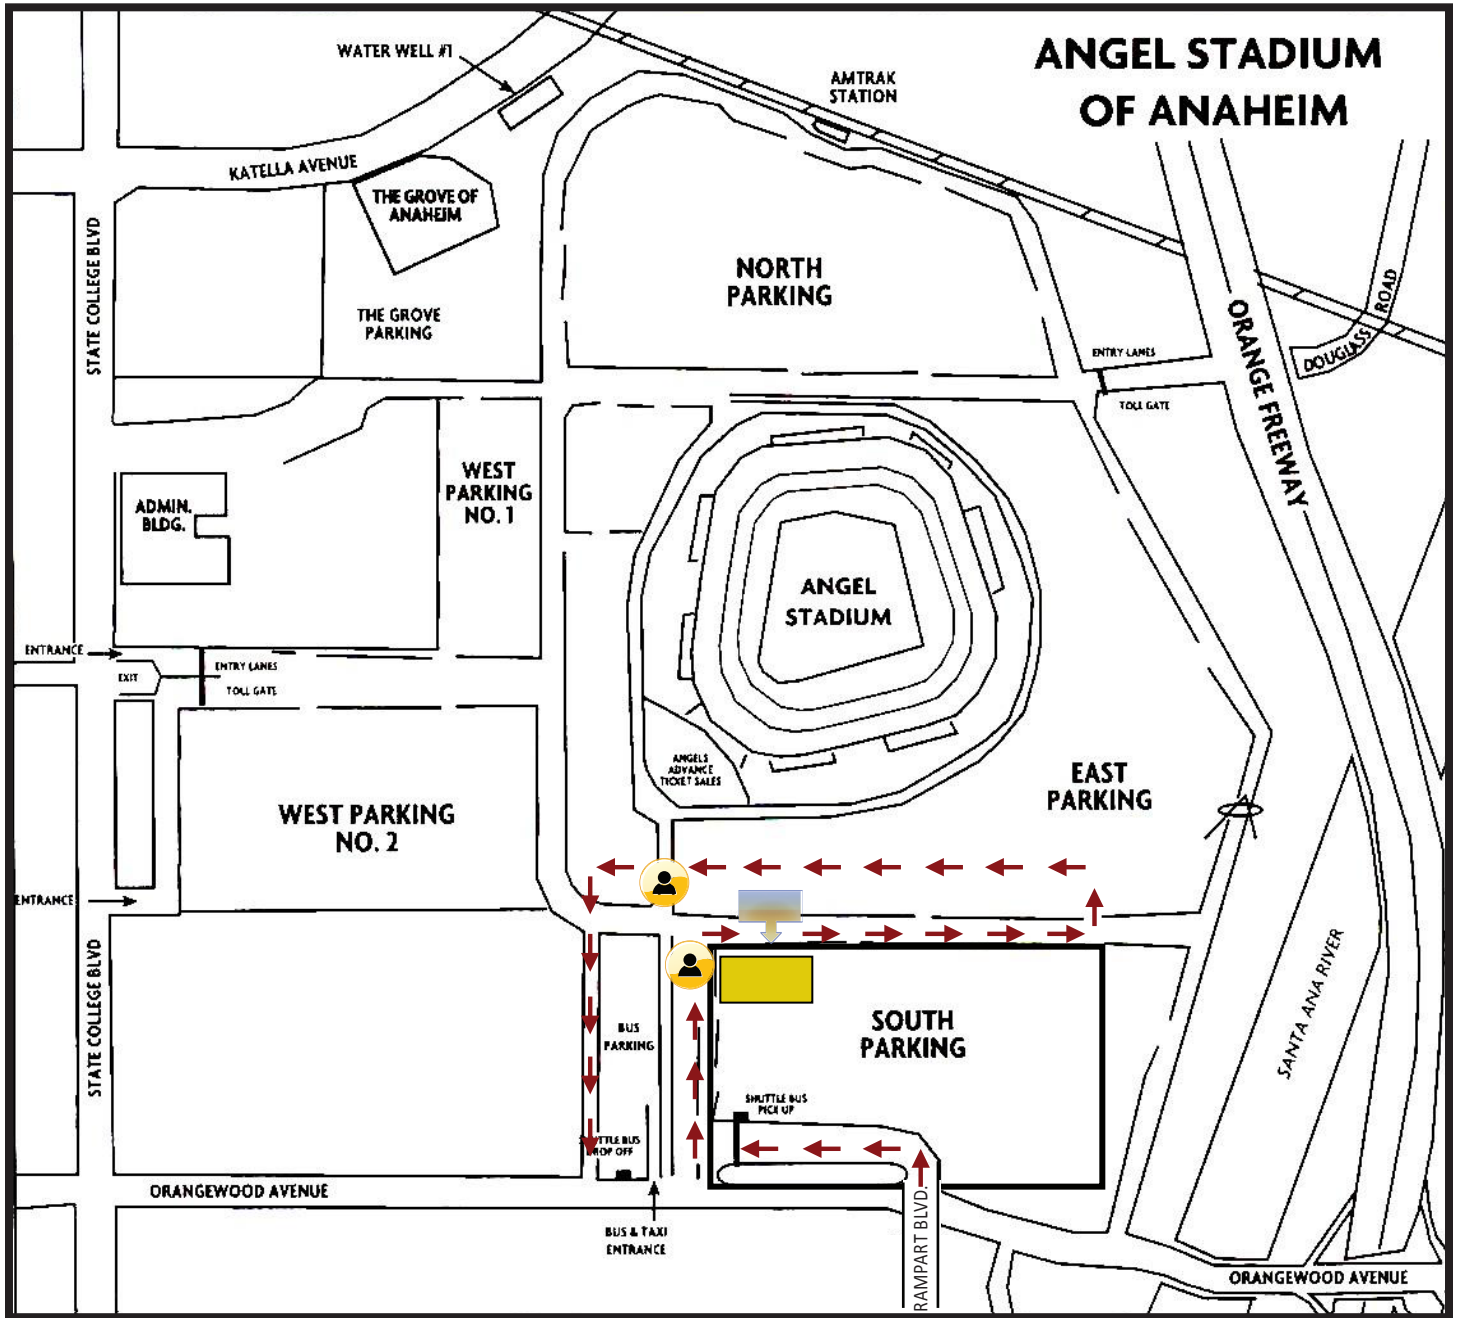 ANGEL STADIUM
OF ANAHEIM
WATER WELL #1
AMTRAK
STATION
KATELLA AVENUE
THE GROVE OF
ANAHEIM
STATE COLLEGE BLVD
NORTH
PARKING
THE GROVE
PARKING
ORANGE FREEWAY
DOUGLASS ROAD
ENTRY LANES
TOLL GATE
WEST
PARKING
NO. 1
ADMIN.
BLDG.
ANGEL
STADIUM
ENTRANCE
EXIT
ENTRY LANES
TOLL GATE
ANGELS
ADVANCE
TICKET SALES
EAST
PARKING
WEST PARKING
NO. 2
ENTRANCE
STATE COLLEGE BLVD
SANTA ANA RIVER
BUS
PARKING
SOUTH
PARKING
SHUTTLE BUS
PICK UP
BUS
OFF
ORANGEWOOD AVENUE
BUS & TAXI
ENTRANCE
RAMPART BLVD.
ORANGEWOOD AVENUE